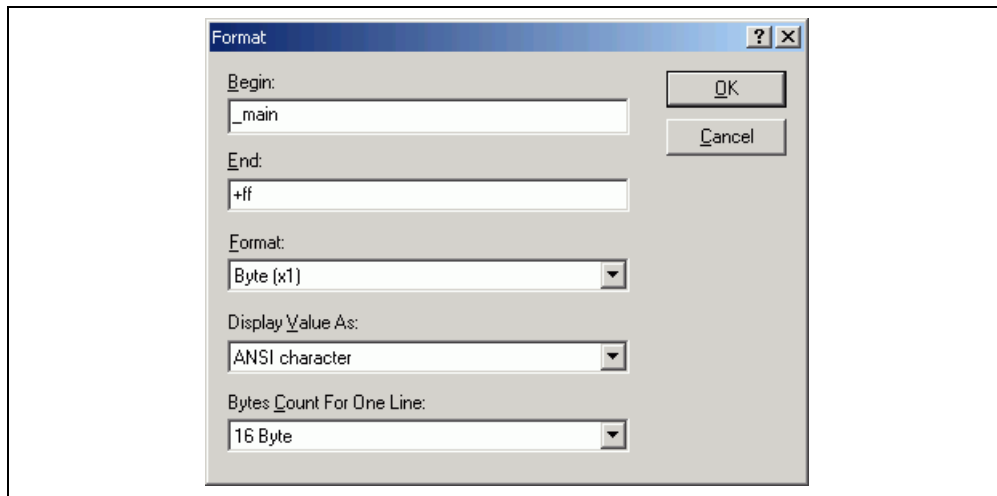 Format
Begin:
_main
OK
Cancel
End:
+ff
Format:
Byte (x1)
Display Value As:
ANSI character
Bytes Count For One Line:
16 Byte